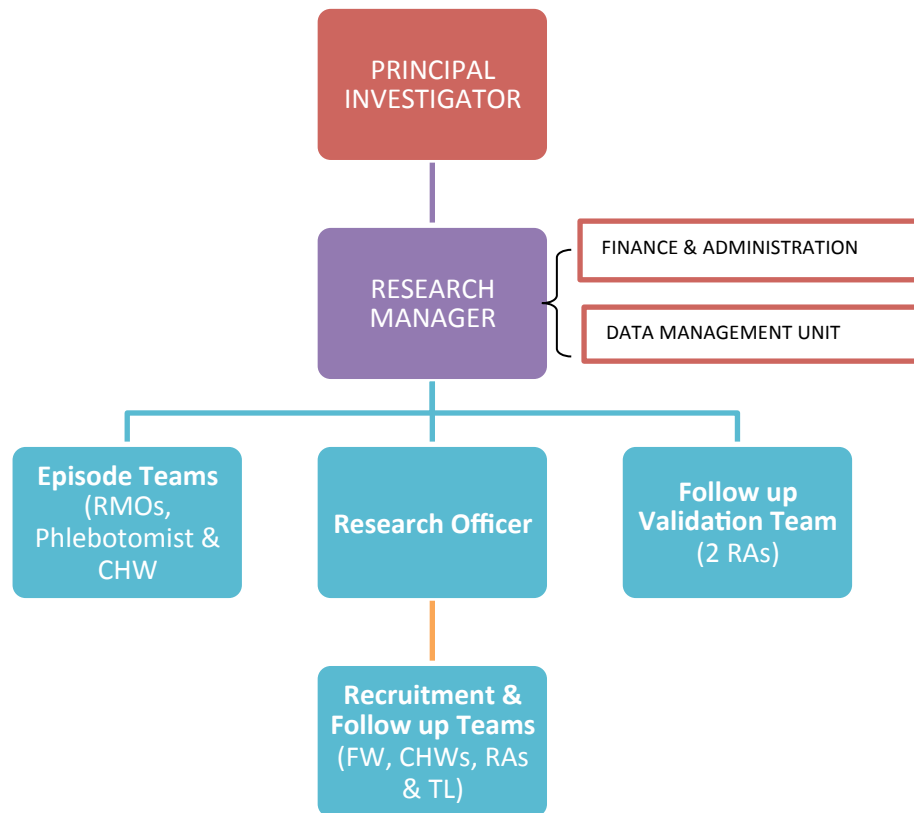 PRINCIPAL
INVESTIGATOR
RESEARCH
MANAGER
FINANCE & ADMINISTRATION
DATA MANAGEMENT UNIT
Episode Teams
(RMOs,
Phlebotomist &
CHW
Research Officer
Follow up
Validation Team
(2 RAs)
Recruitment &
Follow up Teams
(FW, CHWs, RAs
& TL)